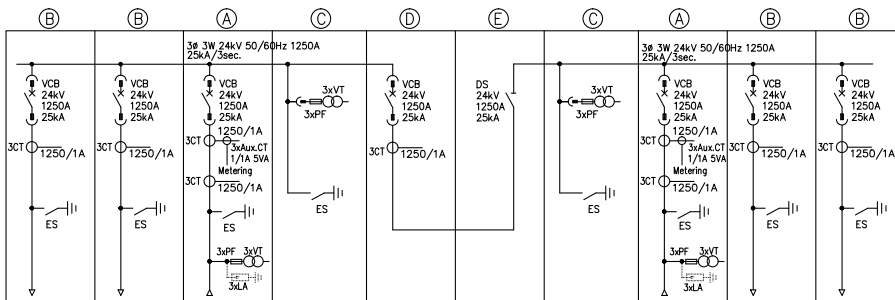 B B A C D E C A B B
3ø 3W 24kV 50/60Hz 1250A
25kA/3sec.
3ø 3W 24kV 50/60Hz 1250A
25kA/3sec.
VCB
24kV
1250A
25kA
3CT
1250/1A
ES
VCB
24kV
1250A
25kA
3CT
1250/1A
ES
VCB
24kV
1250A
25kA
1250/1A
3CT
3xAux.CT
1/1A 5VA
Metering
3CT
1250/1A
ES
3xPF 3xVT
3xLA
3xVT
3xPF
ES
VCB
24kV
1250A
25kA
3CT
1250/1A
DS
24kV
1250A
25kA
3xVT
3xPF
ES
VCB
24kV
1250A
25kA
1250/1A
3CT
3xAux.CT
1/1A 5VA
Metering
3CT
1250/1A
ES
3xPF 3xVT
3xLA
VCB
24kV
1250A
25kA
3CT
1250/1A
ES
VCB
24kV
1250A
25kA
3CT
1250/1A
ES